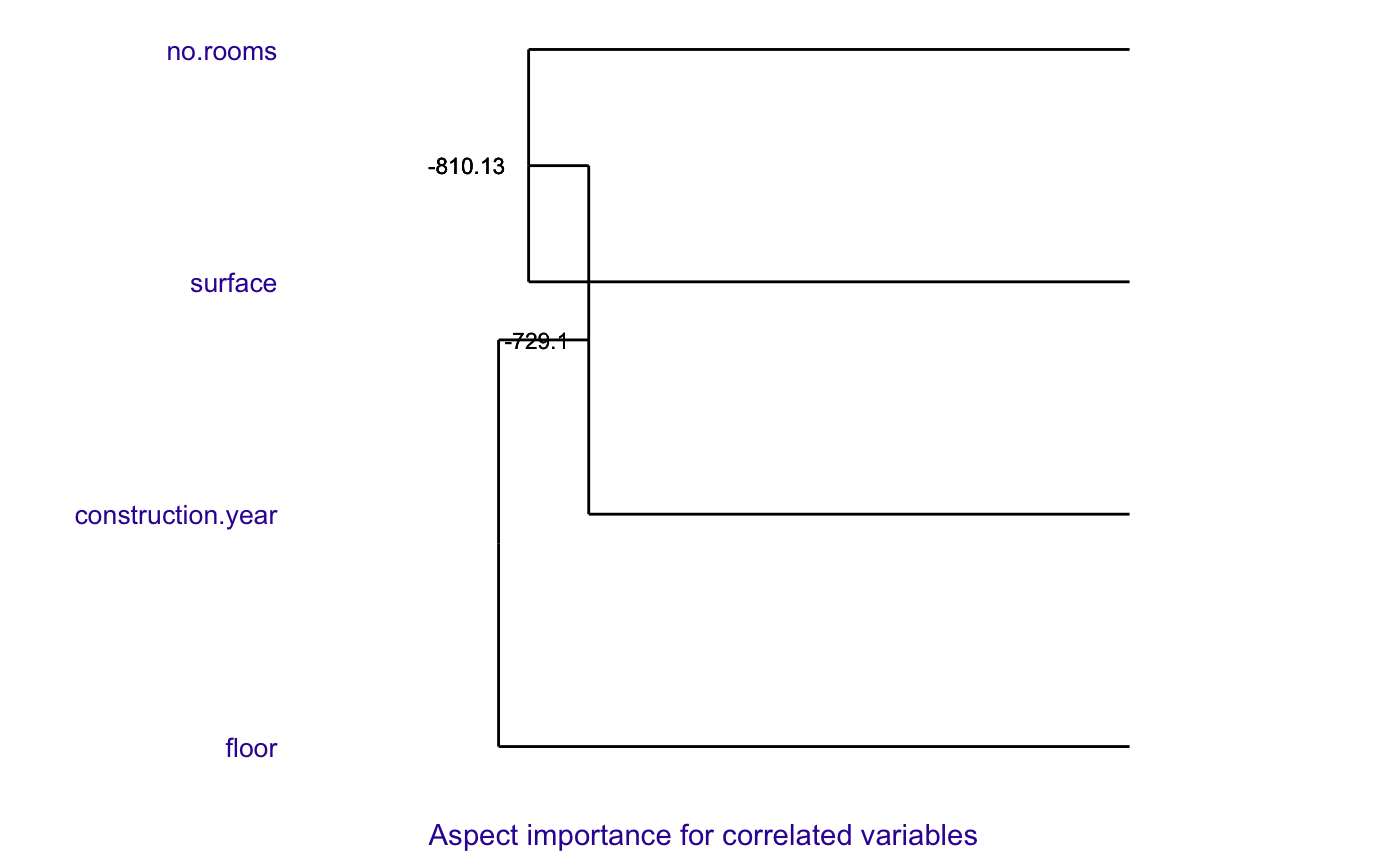 no.rooms
-810.13
surface
-729.1
construction.year
floor
Aspect importance for correlated variables